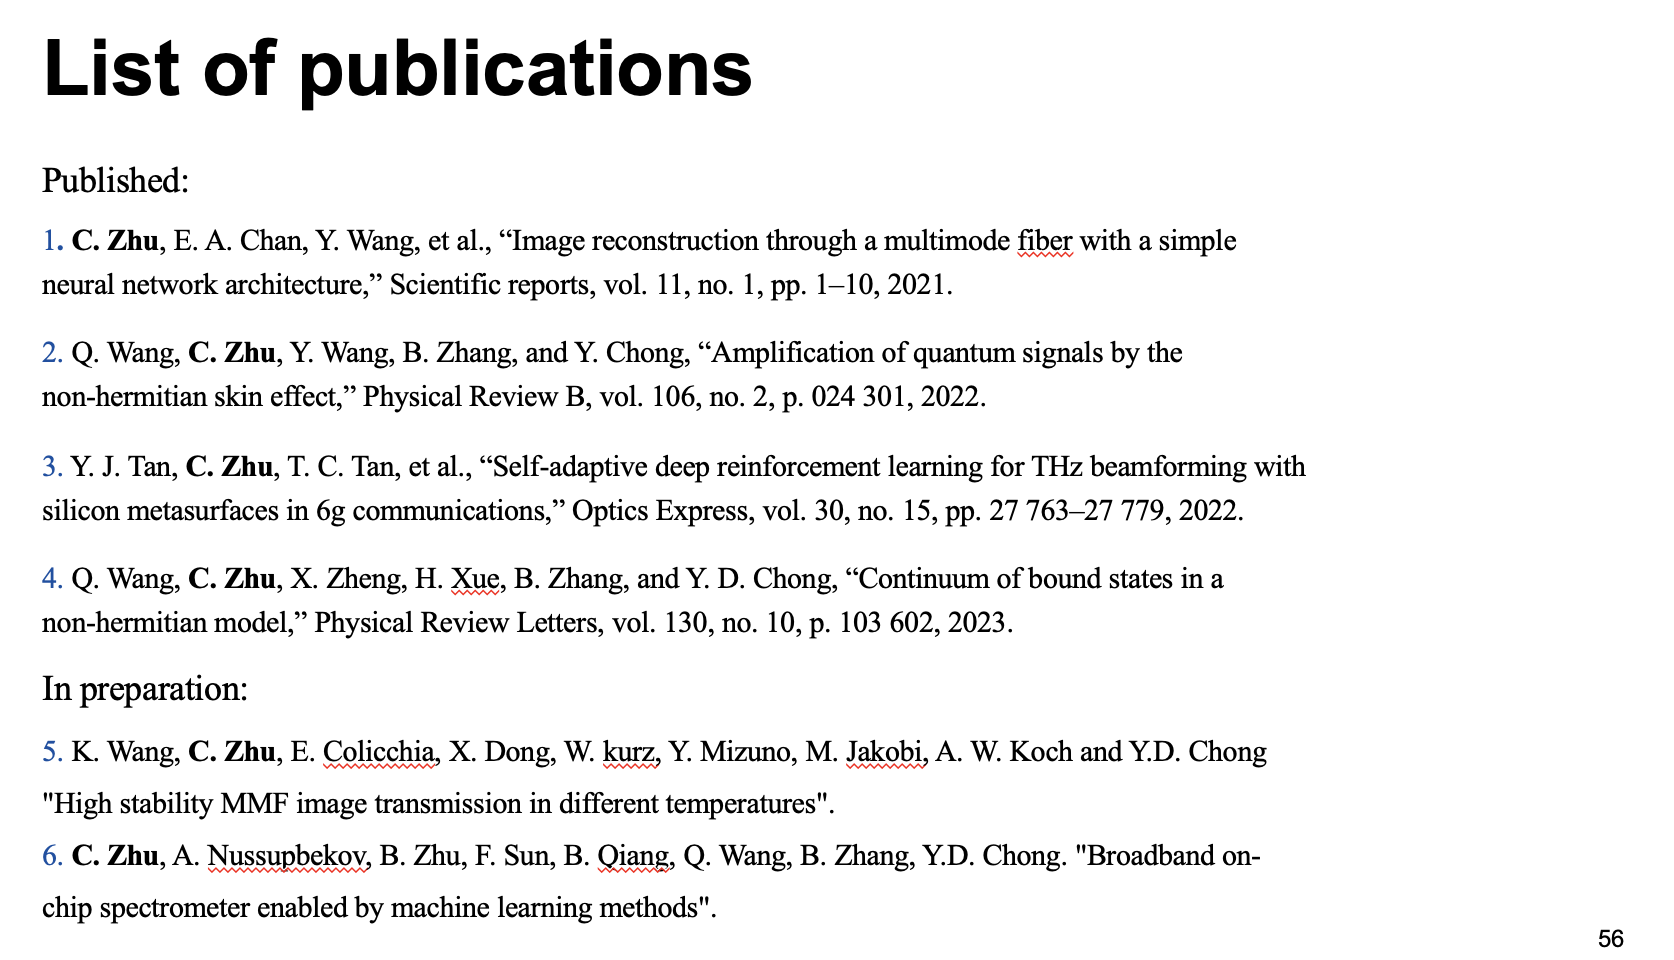 List of publications
Published:
1. C. Zhu, E. A. Chan, Y. Wang, et al., “Image reconstruction through a multimode fiber with a simple
neural network architecture,” Scientific reports, vol. 11, no. 1, pp. 1–10, 2021.
2. Q. Wang, C. Zhu, Y. Wang, B. Zhang, and Y. Chong, “Amplification of quantum signals by the
non-hermitian skin effect,” Physical Review B, vol. 106, no. 2, p. 024 301, 2022.
3. Y. J. Tan, C. Zhu, T. C. Tan, et al., “Self-adaptive deep reinforcement learning for THz beamforming with
silicon metasurfaces in 6g communications,” Optics Express, vol. 30, no. 15, pp. 27 763–27 779, 2022.
4. Q. Wang, C. Zhu, X. Zheng, H. Xue, B. Zhang, and Y. D. Chong, “Continuum of bound states in a
non-hermitian model,” Physical Review Letters, vol. 130, no. 10, p. 103 602, 2023.
In preparation:
5. K. Wang, C. Zhu, E. Colicchia, X. Dong, W. kurz, Y. Mizuno, M. Jakobi, A. W. Koch and Y.D. Chong
"High stability MMF image transmission in different temperatures".
6. C. Zhu, A. Nussupbekov, B. Zhu, F. Sun, B. Qiang, Q. Wang, B. Zhang, Y.D. Chong. "Broadband on-
chip spectrometer enabled by machine learning methods".
56